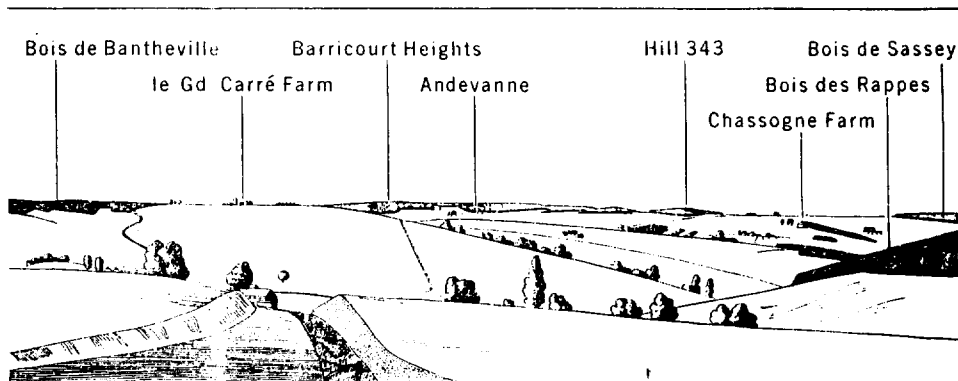 Bois de Bantheville Barricourt Heights Hill 343 Bois de Sassey
le Gd Carré Farm Andevanne Bois des Rappes
Chassogne Farm